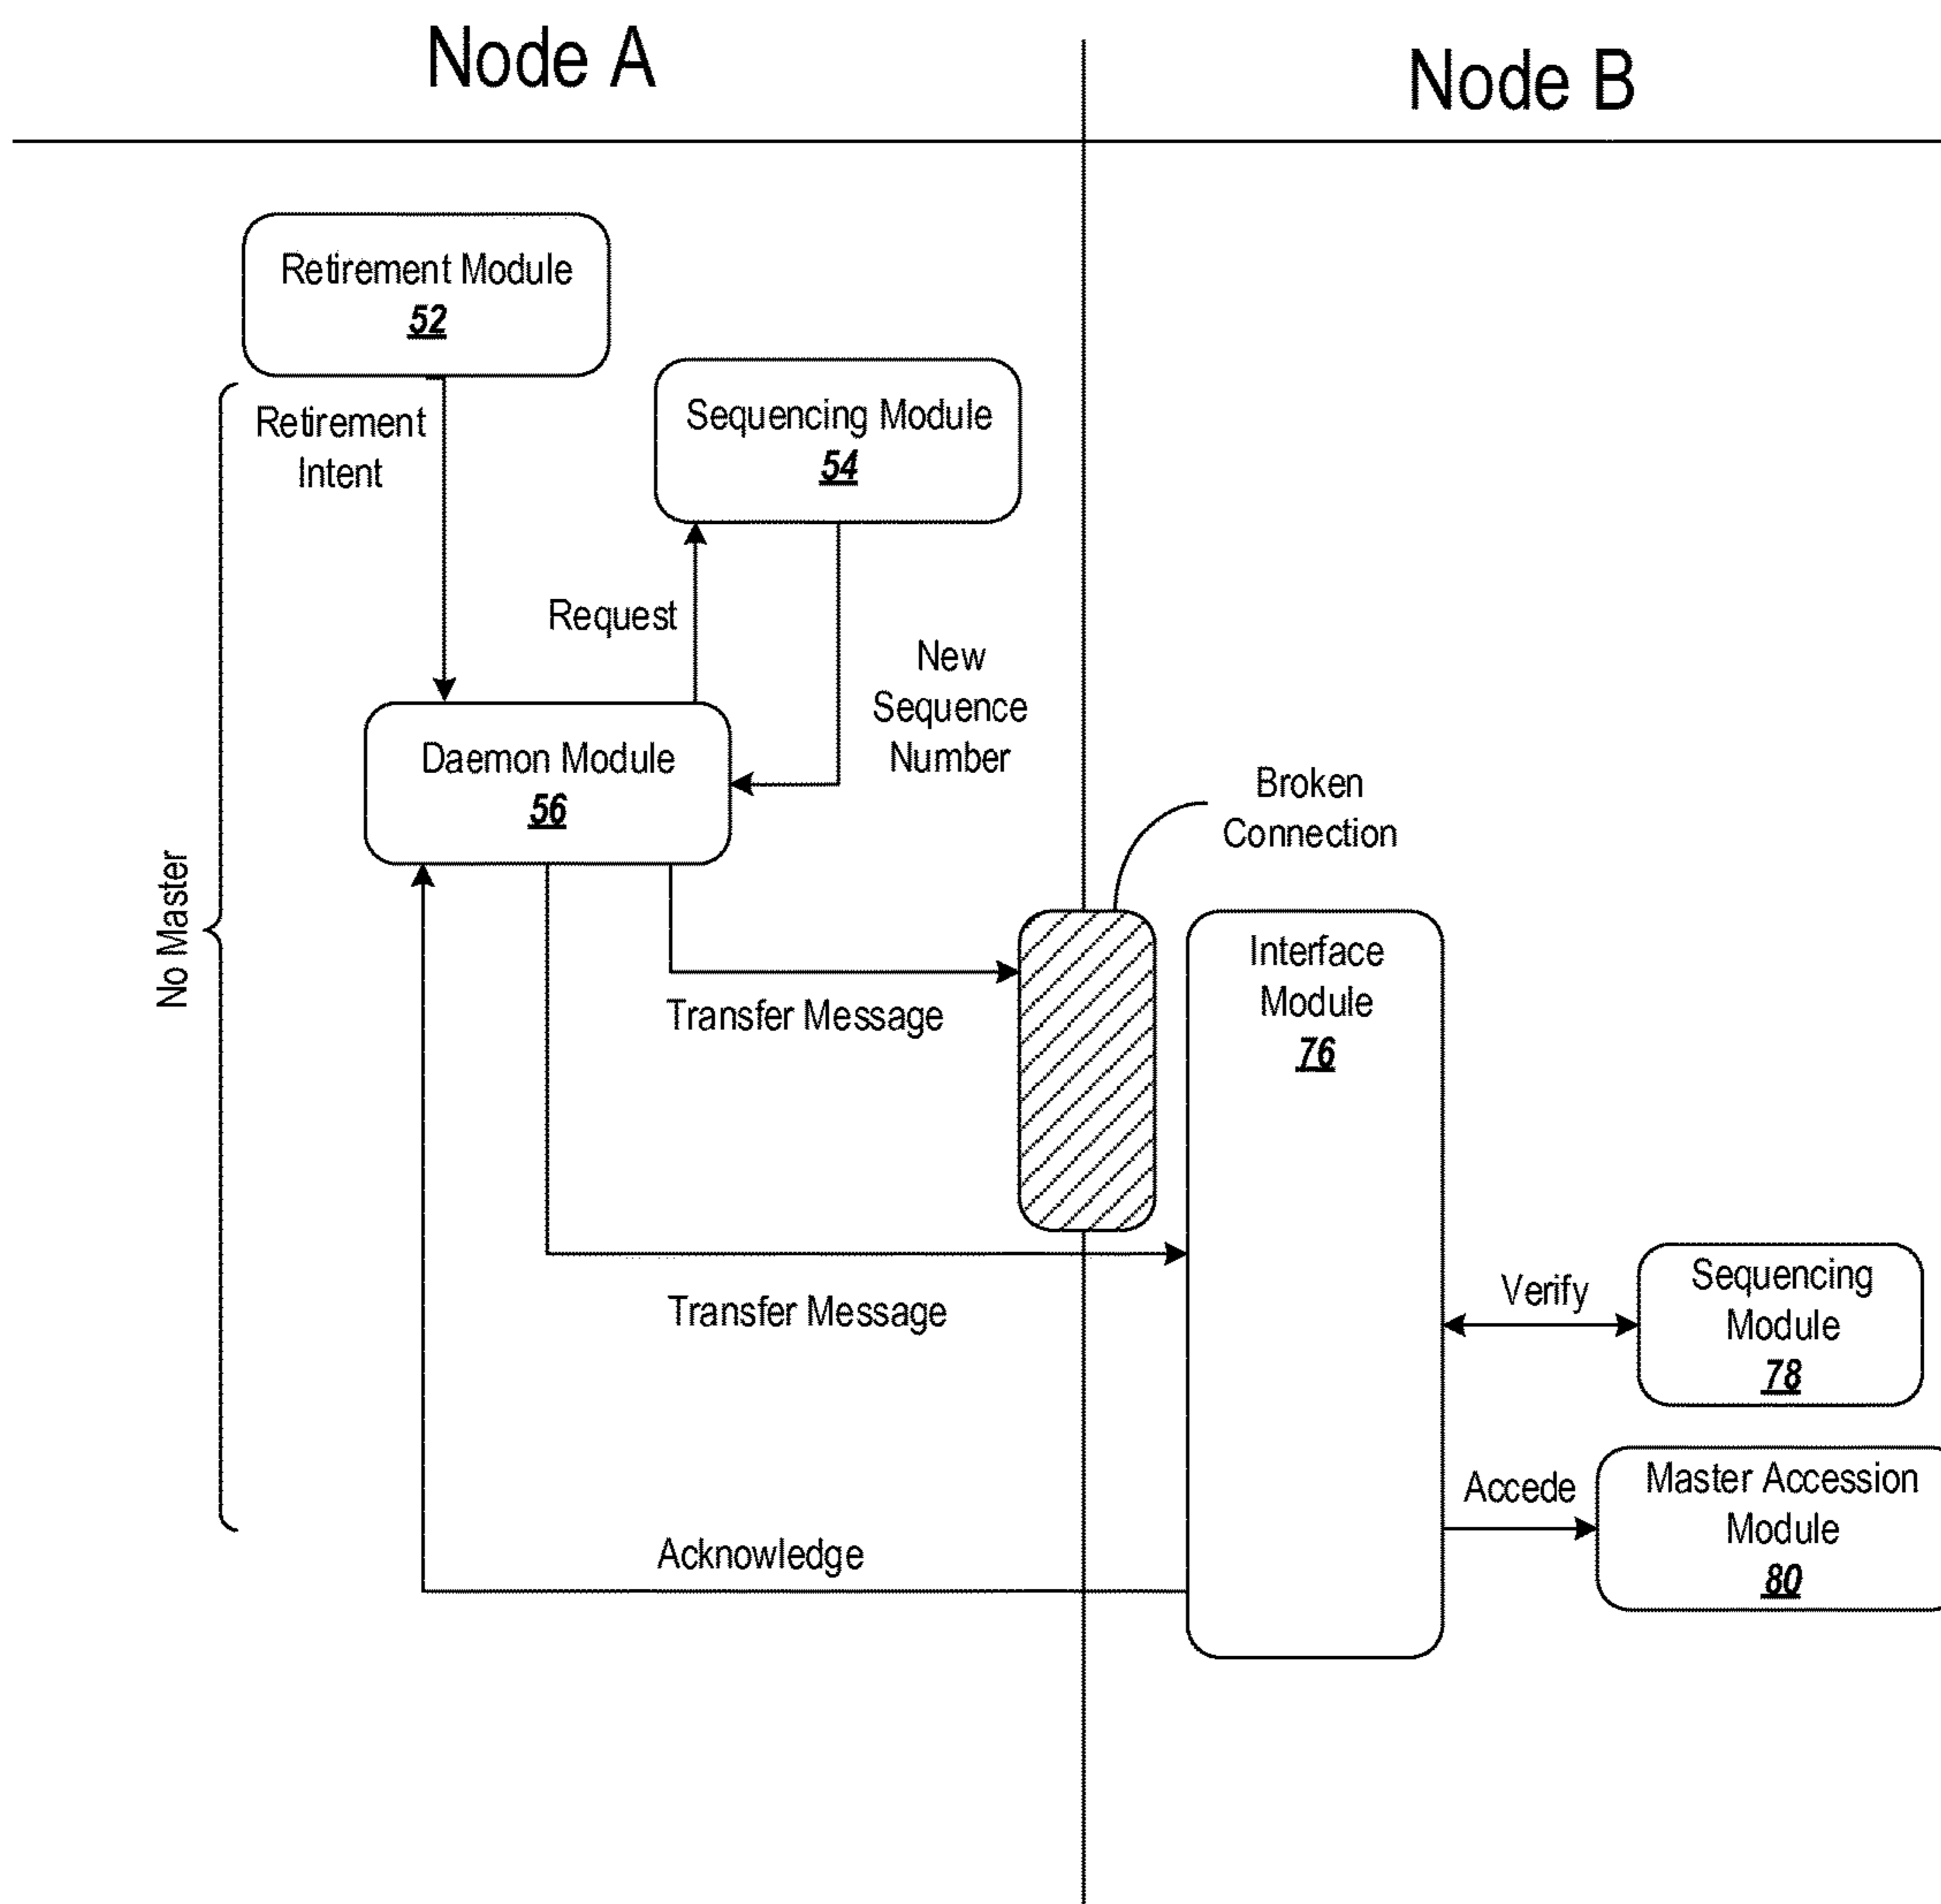 Node A
Node B
Retirement Module
52
Retirement
Intent
Sequencing Module
54
Request
New
Sequence
Number
Daemon Module
56
Broken
Connection
No Master
Transfer Message
Interface
Module
76
Transfer Message
Verify
Sequencing
Module
78
Accede
Master Accession
Module
80
Acknowledge